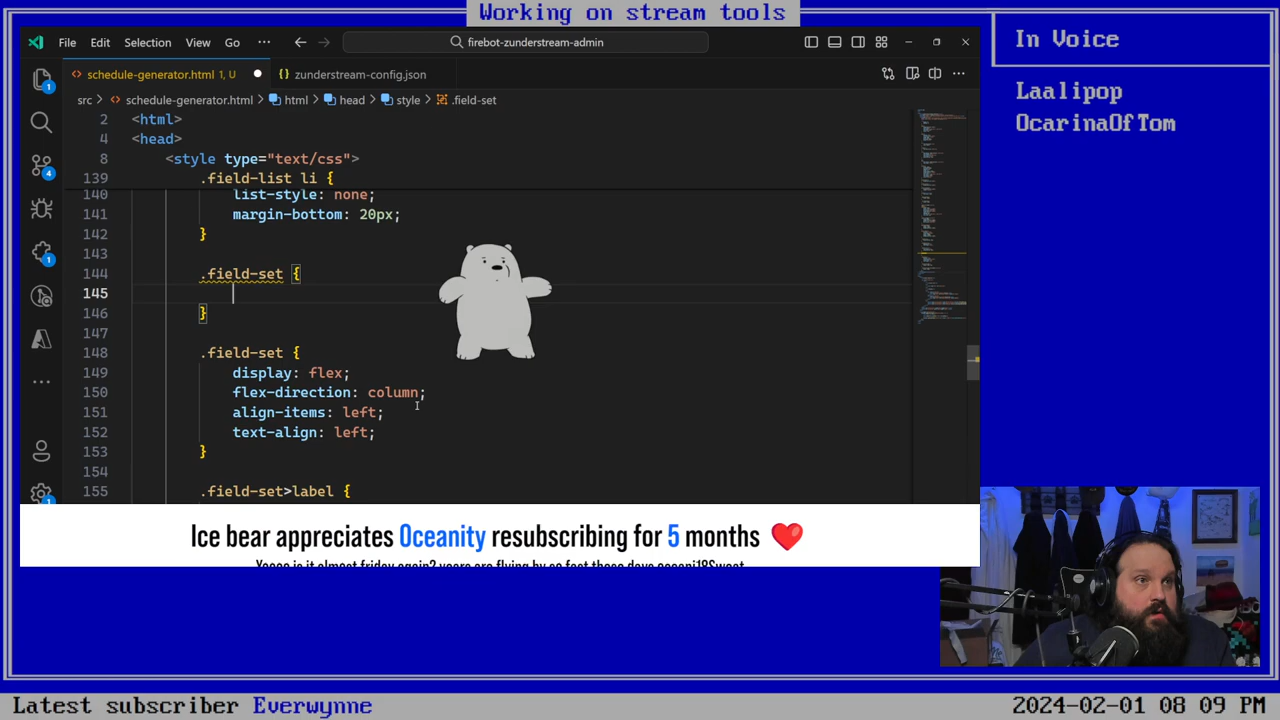 Working on stream tools
File Edit Selection View Go
firebot-zunderstream-admin
schedule-generator.html 1, U
zunderstream-config.json
src > schedule-generator.html > html > head > style > .field-set
2 <html>
4 <head>
8 <style type="text/css">
139 .field-list li {
140 list-style: none;
141 margin-bottom: 20px;
142 }
143
144 .field-set {
145
146 }
147
148 .field-set {
149 display: flex;
150 flex-direction: column;
151 align-items: left;
152 text-align: left;
153 }
154
155 .field-set>label {
Ice bear appreciates Oceanity resubscribing for 5 months ❤️
In Voice
Laalipop
OcarinaOfTom
Latest subscriber Everwynne
2024-02-01 08 09 PM